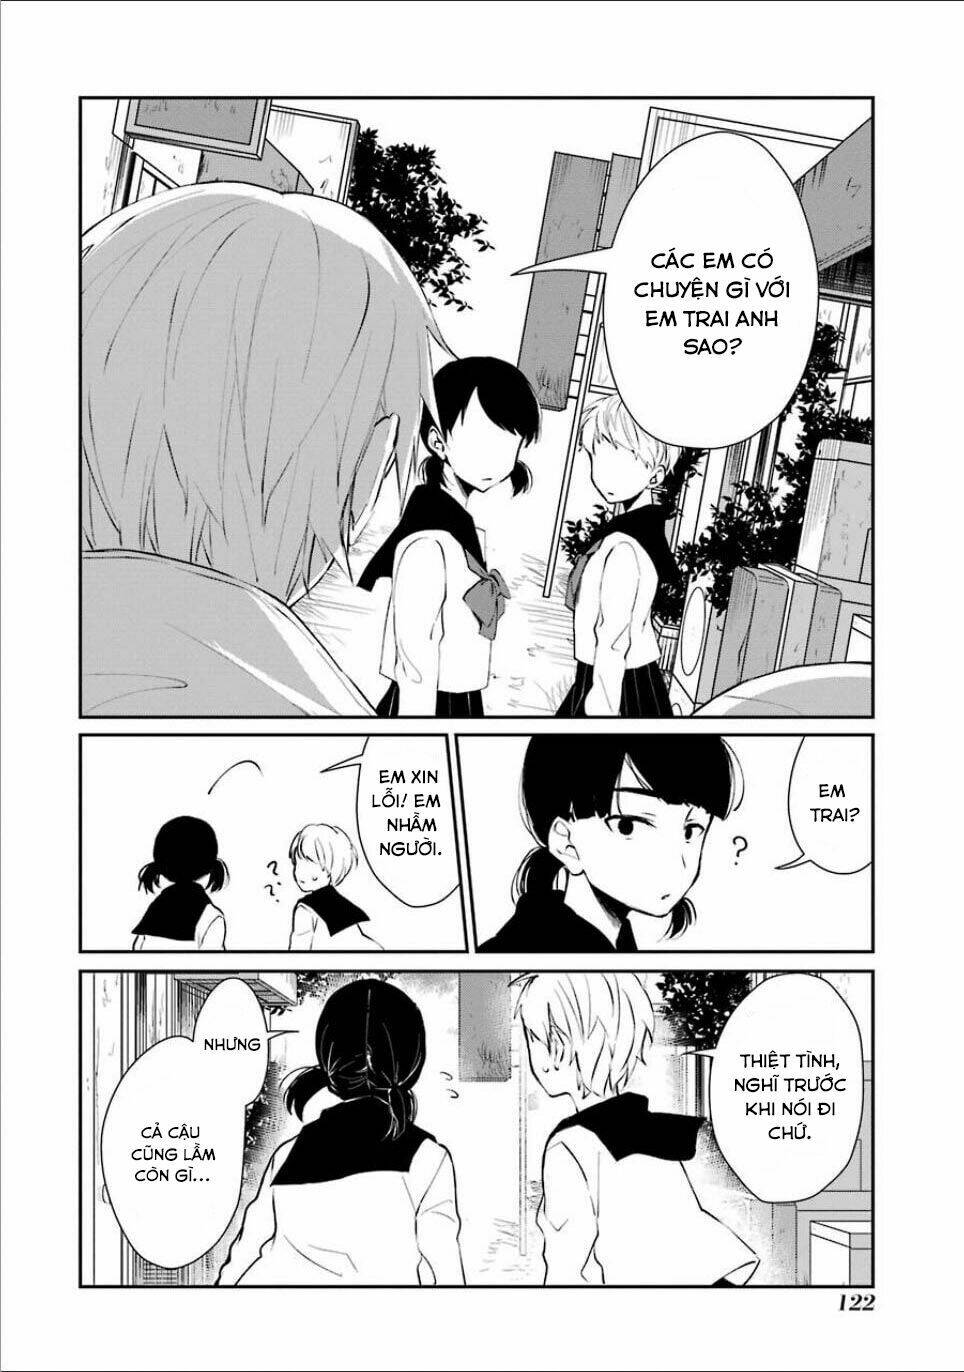 CÁC EM CÓ
CHUYỆN GÌ VỚI
EM TRAI ANH
SAO?
EM
TRAI?
?
EM XIN
LỖI! EM
NHẦM
NGƯỜI.
?
?
?
THIỆT TÌNH,
NGHĨ TRƯỚC
KHI NÓI ĐI
CHỨ.
NHƯNG
CẢ CẬU
CŨNG LẦM
CÒN GÌ...
122